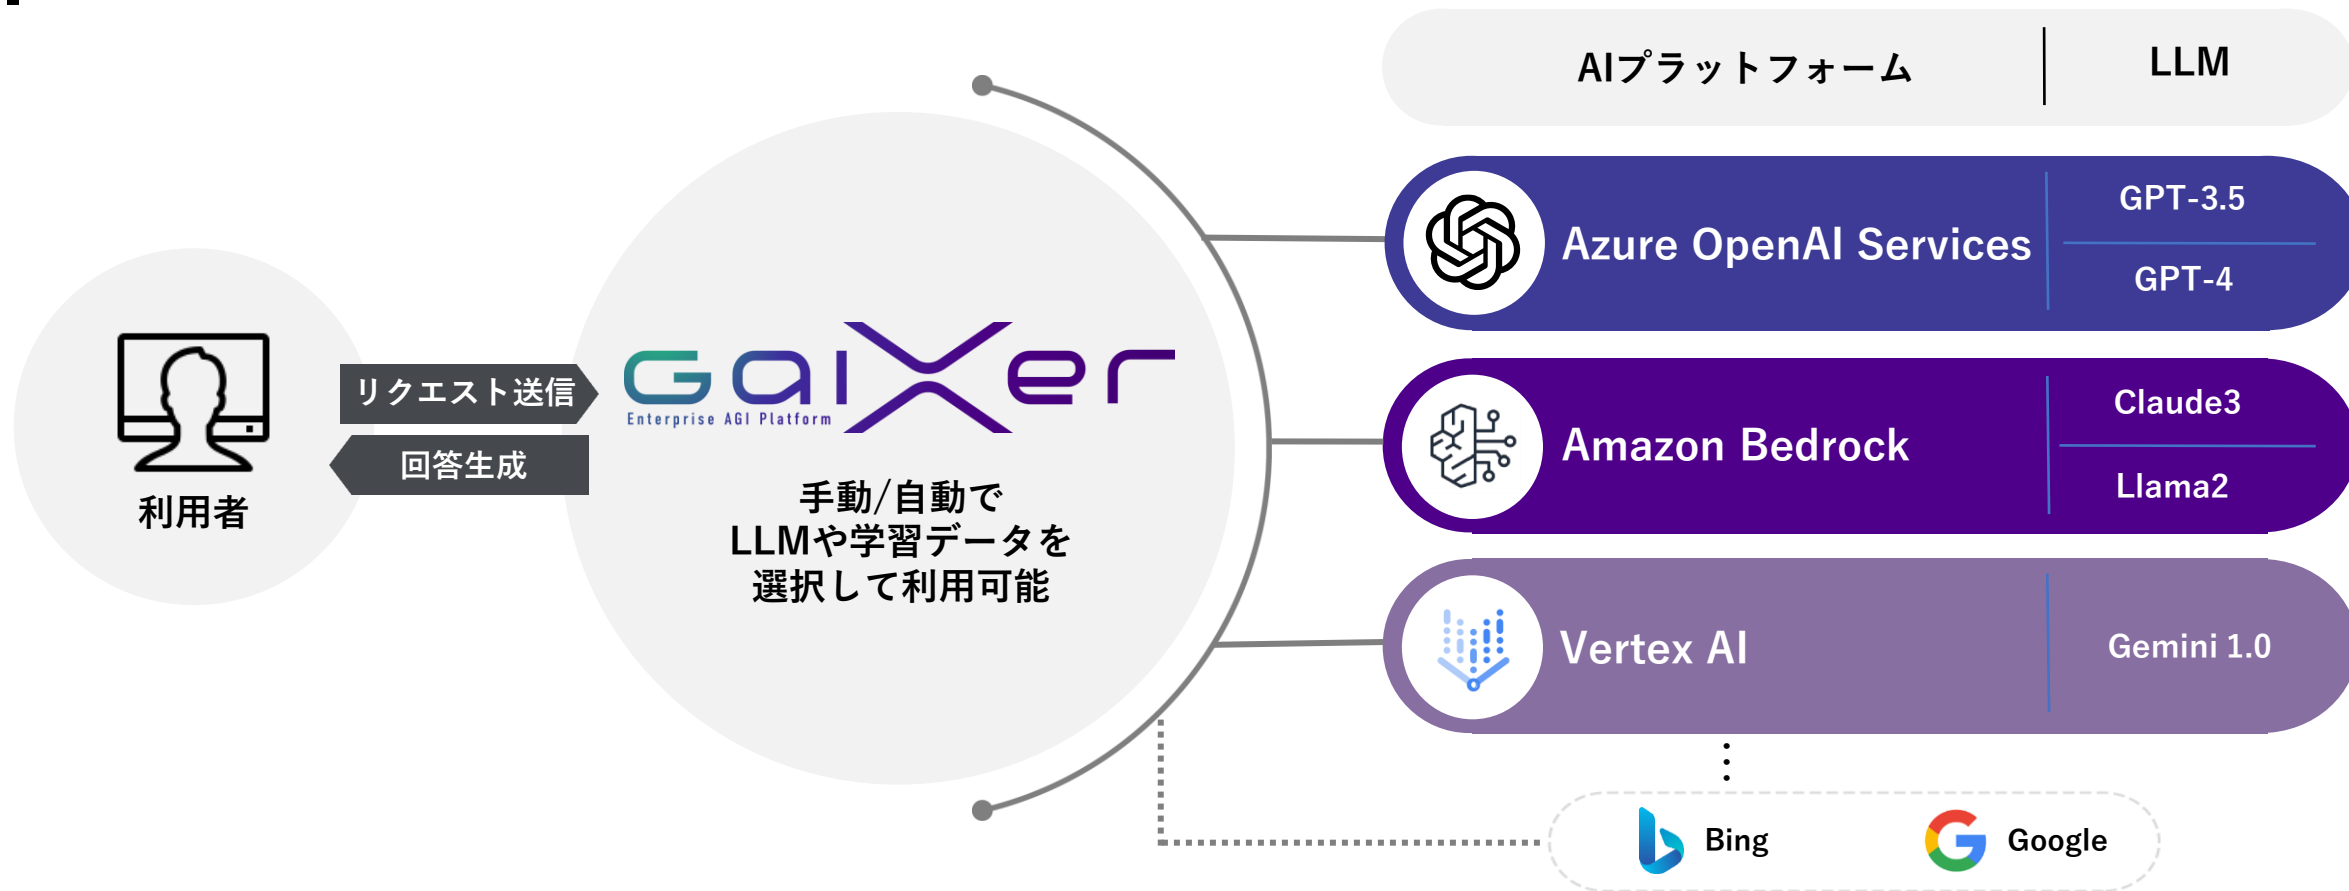 AIプラットフォーム
LLM
Azure OpenAI Services
GPT-3.5
GPT-4
Amazon Bedrock
Claude3
Llama2
Vertex AI
Gemini 1.0
Bing
Google
利用者
リクエスト送信
回答生成
GaiXer
Enterprise AGI Platform
手動/自動で
LLMや学習データを
選択して利用可能